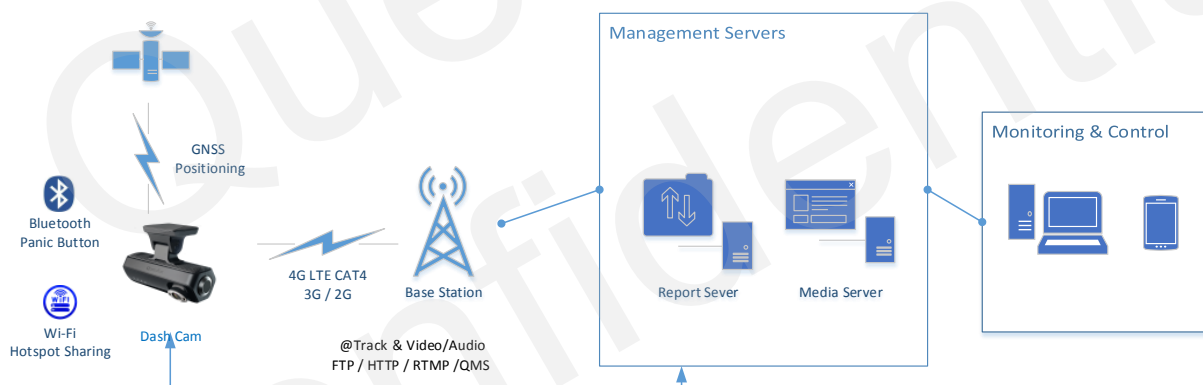 Management Servers
Monitoring & Control
GNSS
Positioning
Bluetooth
Panic Button
4G LTE CAT4
3G / 2G
Base Station
Report Sever
Media Server
WiFi
Wi-Fi
Hotspot Sharing
Dash Cam
@Track & Video/Audio
FTP / HTTP / RTMP /QMS